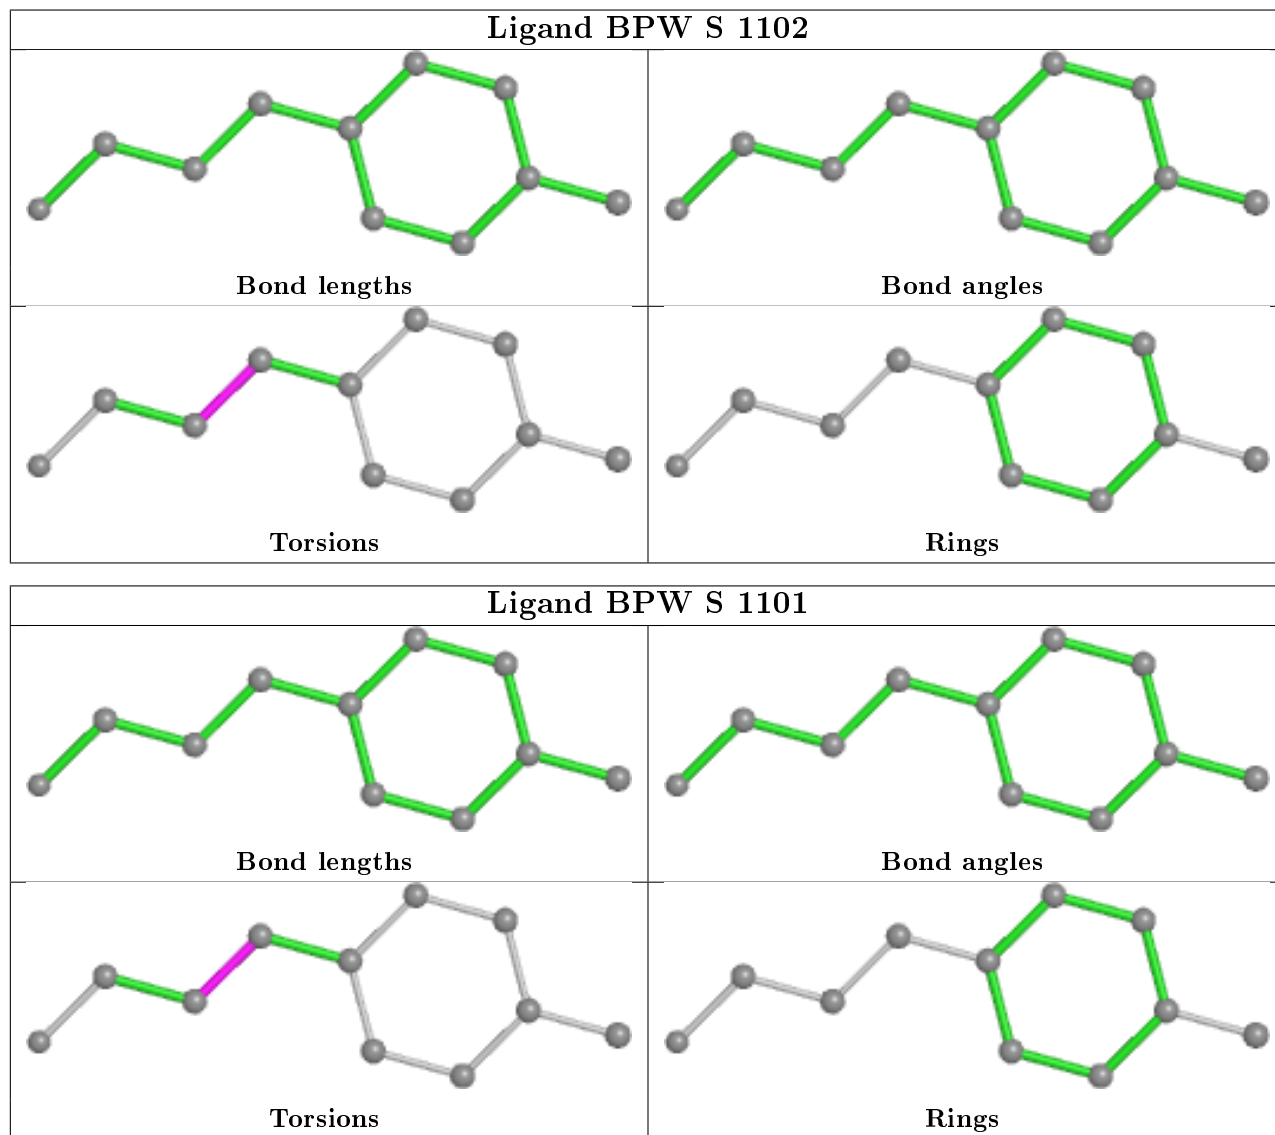 Ligand BPW S 1102
Bond lengths
Bond angles
Torsions
Rings
Ligand BPW S 1101
Bond lengths
Bond angles
Torsions
Rings